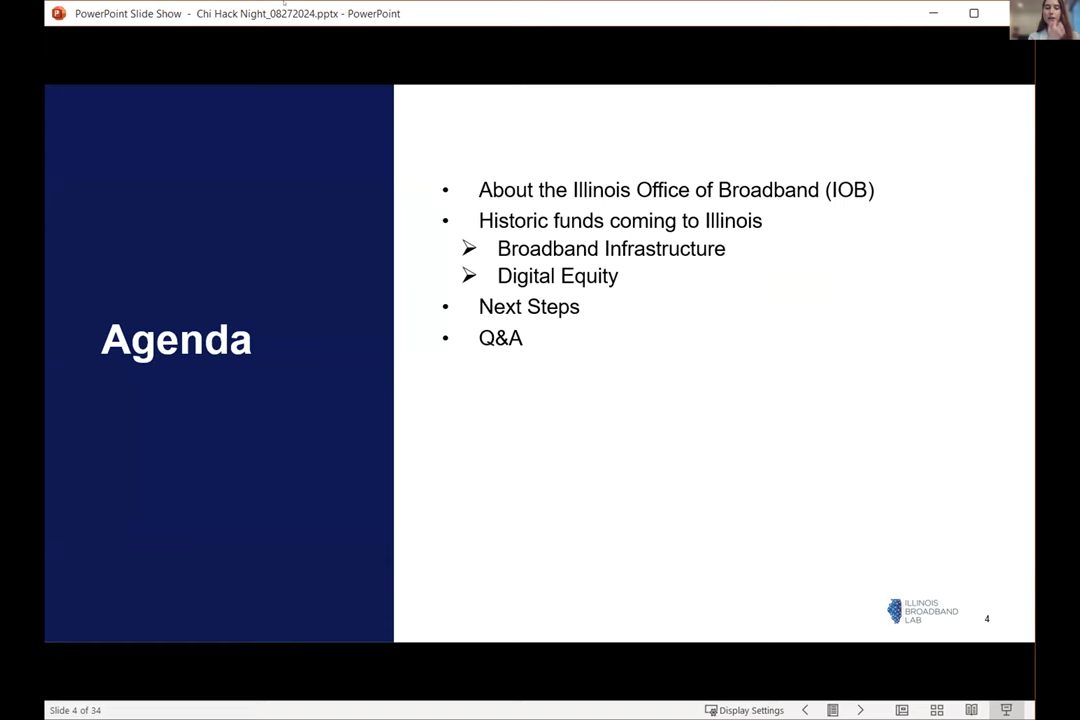 PowerPoint Slide Show - Chi Hack Night_08272024.pptx - PowerPoint
Agenda
• About the Illinois Office of Broadband (IOB)
• Historic funds coming to Illinois
➢ Broadband Infrastructure
➢ Digital Equity
• Next Steps
• Q&A
ILLINOIS
BROADBAND
LAB
4
Slide 4 of 34
Display Settings